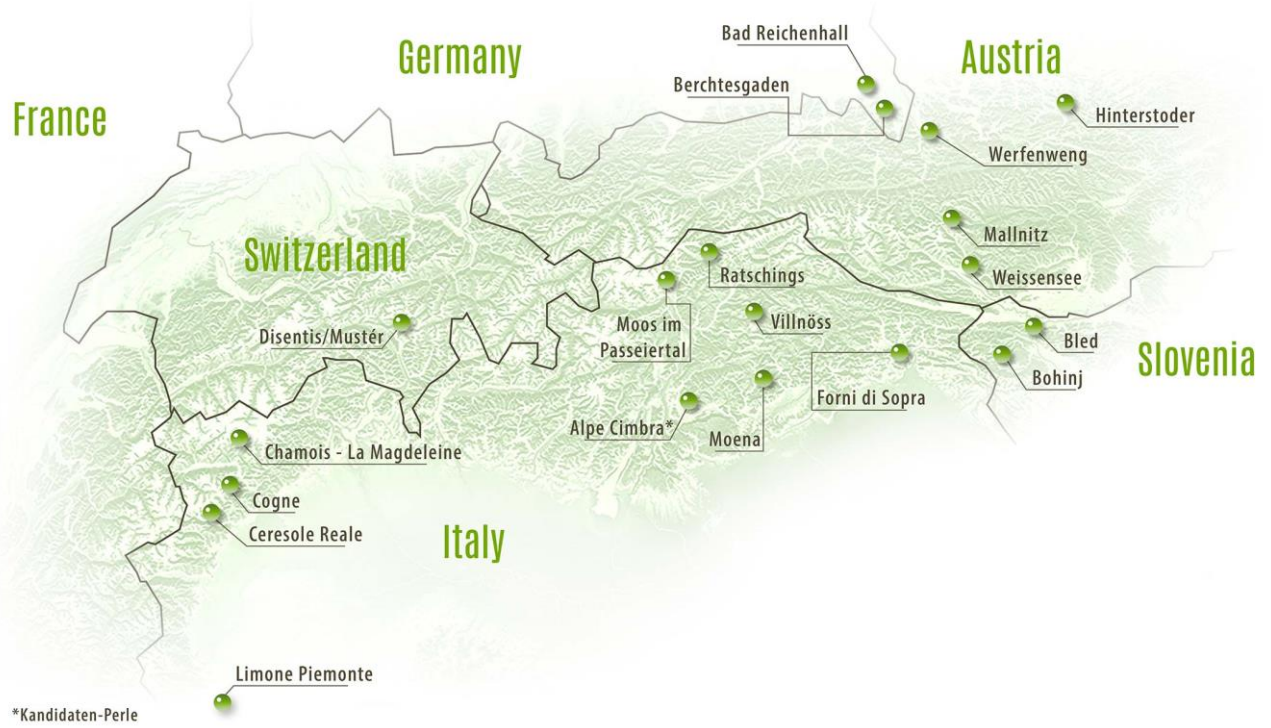 Bad Reichenhall
Germany
Austria
Berchtesgaden
France
Hinterstoder
Werfenweng
Switzerland
Mallnitz
Ratschings
Weissensee
Disentis/Mustér
Moos im
Passeiertal
Villnöss
Bled
Slovenia
Bohinj
Forni di Sopra
Alpe Cimbra*
Moena
Chamois - La Magdeleine
Cogne
Ceresole Reale
Italy
Limone Piemonte
*Kandidaten-Perle